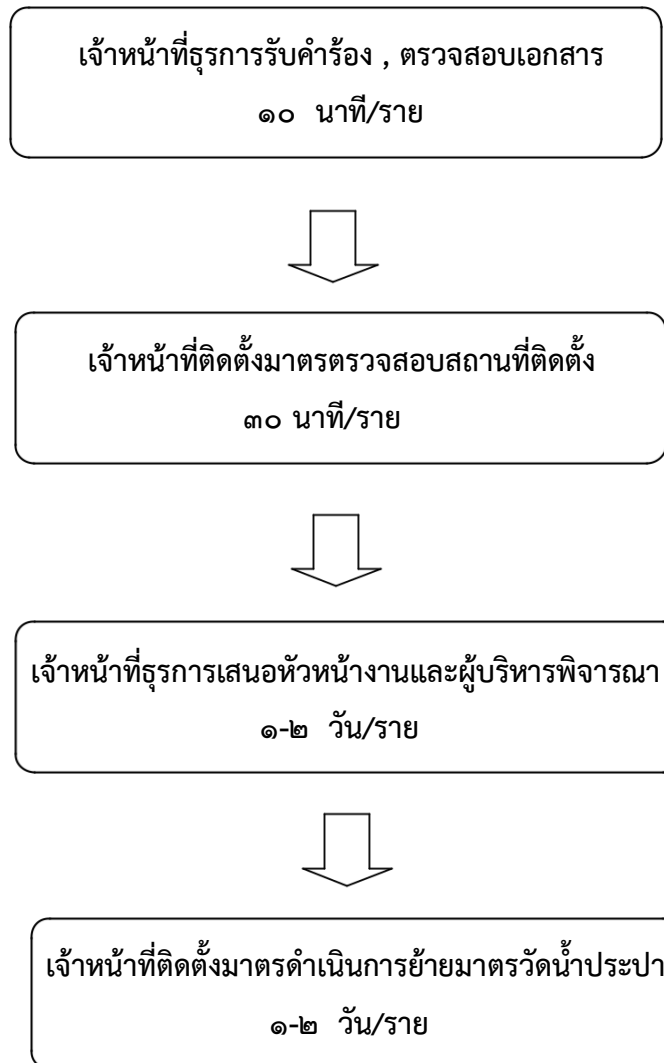 เจ้าหน้าที่ธุรการรับคำร้อง , ตรวจสอบเอกสาร
๑๐ นาที/ราย
เจ้าหน้าที่ติดตั้งมาตรตรวจสอบสถานที่ติดตั้ง
๓๐ นาที/ราย
เจ้าหน้าที่ธุรการเสนอหัวหน้างานและผู้บริหารพิจารณา
๑-๒ วัน/ราย
เจ้าหน้าที่ติดตั้งมาตรดำเนินการย้ายมาตรวัดน้ำประปา
๑-๒ วัน/ราย